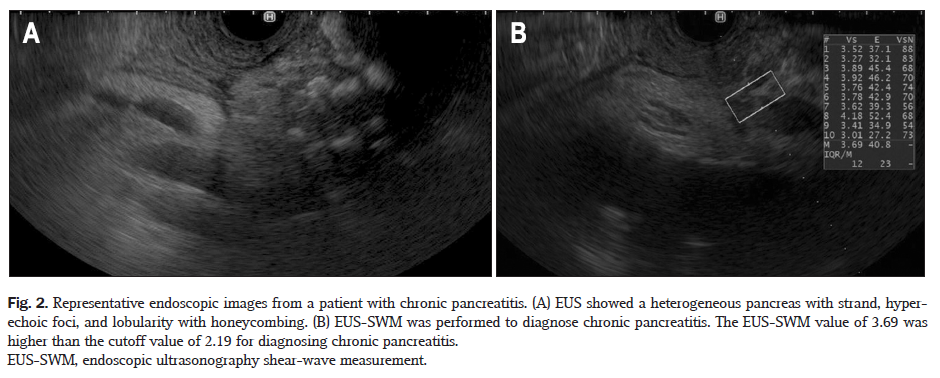 A
H
B
H
# Vs E VsN
1 3.52 37.1 88
2 3.27 32.1 83
3 3.89 45.4 68
4 3.92 46.2 70
5 3.76 42.4 74
6 3.78 42.9 70
7 3.62 39.3 56
8 4.18 52.4 68
9 3.41 34.9 54
10 3.01 27.2 73
M 3.69 40.8 -
IQR/M
12 23 -
Fig. 2. Representative endoscopic images from a patient with chronic pancreatitis. (A) EUS showed a heterogeneous pancreas with strand, hyper-
echoic foci, and lobularity with honeycombing. (B) EUS-SWM was performed to diagnose chronic pancreatitis. The EUS-SWM value of 3.69 was
higher than the cutoff value of 2.19 for diagnosing chronic pancreatitis.
EUS-SWM, endoscopic ultrasonography shear-wave measurement.